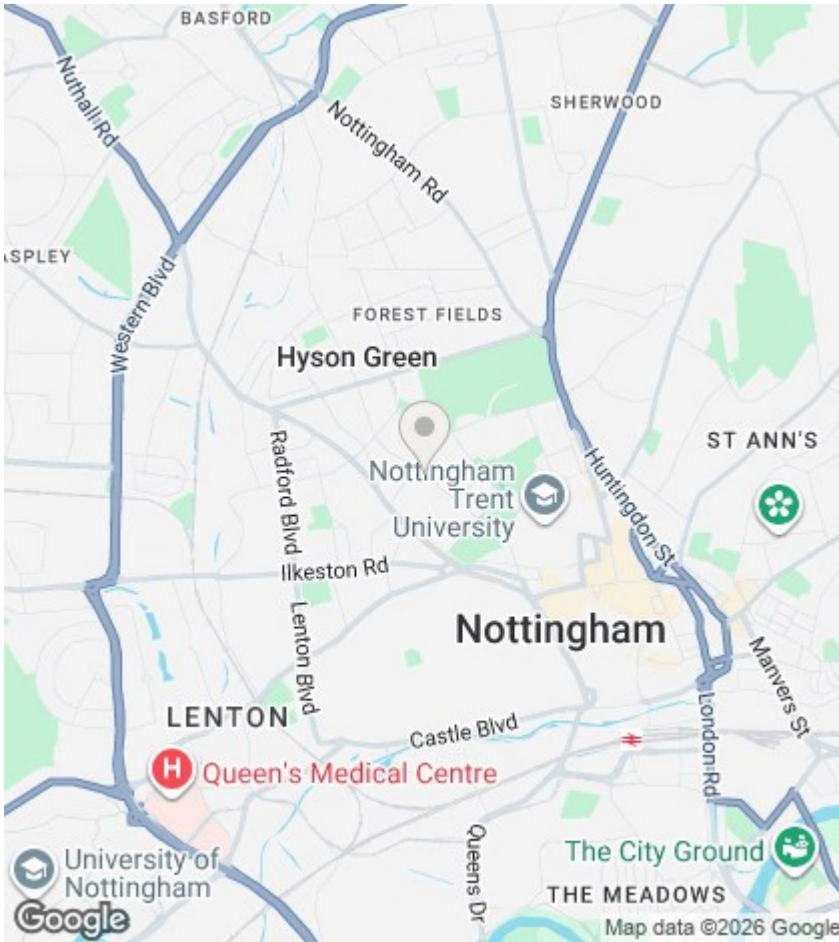 BASFORD
Nuthall Rd
Nottingham Rd
SHERWOOD
ASPLEY
Western Blvd
FOREST FIELDS
Hyson Green
ST ANN'S
Radford Blvd
Nottingham
Trent
University
Huntingdon St
Ilkeston Rd
Lenton Blvd
Nottingham
Manvers St
LENTON
Castle Blvd
London Rd
H
Queen's Medical Centre
Queens Dr
The City Ground
University of
Nottingham
THE MEADOWS
Google
Map data ©2026 Google